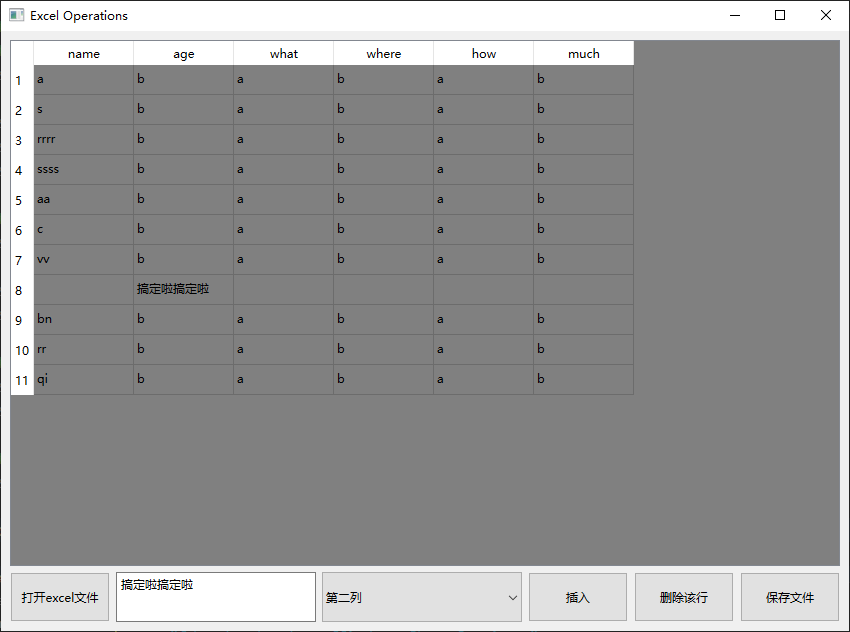 Excel Operations
name age what where how much
1 a b a b a b
2 s b a b a b
3 rrrr b a b a b
4 ssss b a b a b
5 aa b a b a b
6 c b a b a b
7 vv b a b a b
8 搞定啦搞定啦
9 bn b a b a b
10 rr b a b a b
11 qi b a b a b
打开excel文件 搞定啦搞定啦 第二列 插入 删除该行 保存文件